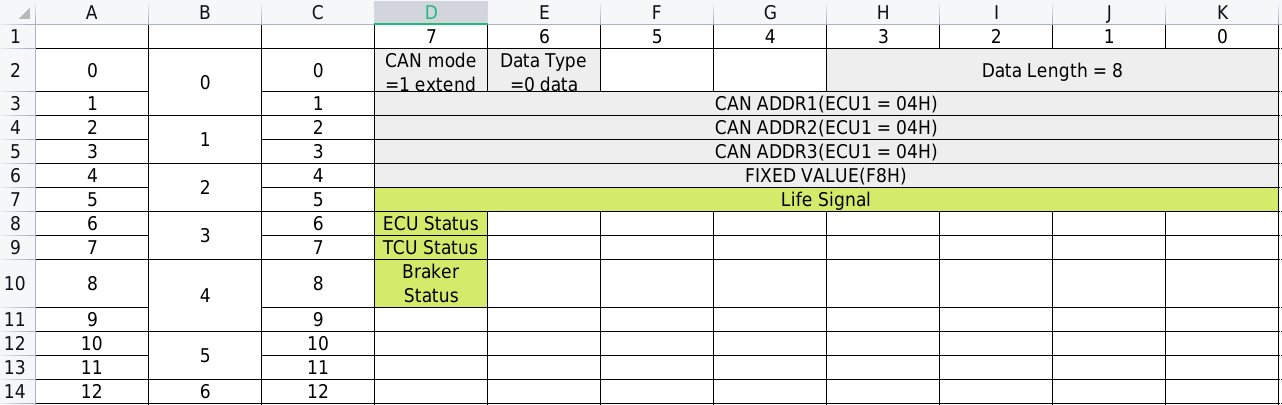 A B C D E F G H I J K
1 7 6 5 4 3 2 1 0
2 0 0 0 CAN mode =1 extend Data Type =0 data Data Length = 8
3 1 1 CAN ADDR1(ECU1 = 04H)
4 2 1 2 CAN ADDR2(ECU1 = 04H)
5 3 3 CAN ADDR3(ECU1 = 04H)
6 4 2 4 FIXED VALUE(F8H)
7 5 5 Life Signal
8 6 3 6 ECU Status
9 7 7 TCU Status
10 8 4 8 Braker Status
11 9 9
12 10 5 10
13 11 11
14 12 6 12